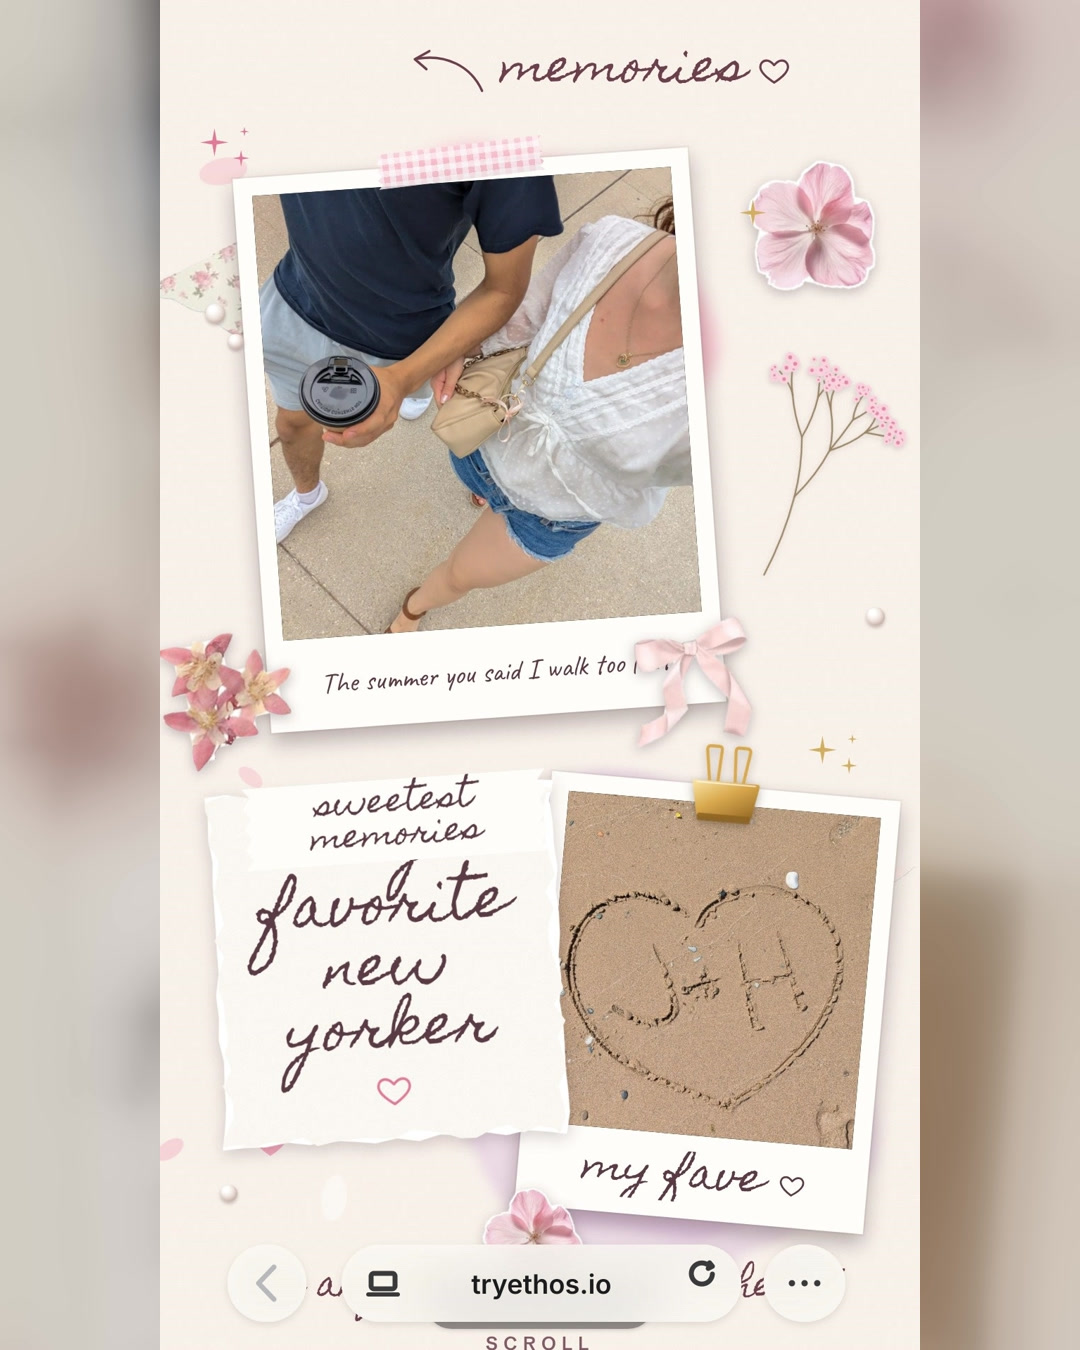 memories
The summer you said I walk too
sweetest
memories
favorite
new
yorker
J+H
my fave
tryethos.io
SCROLL